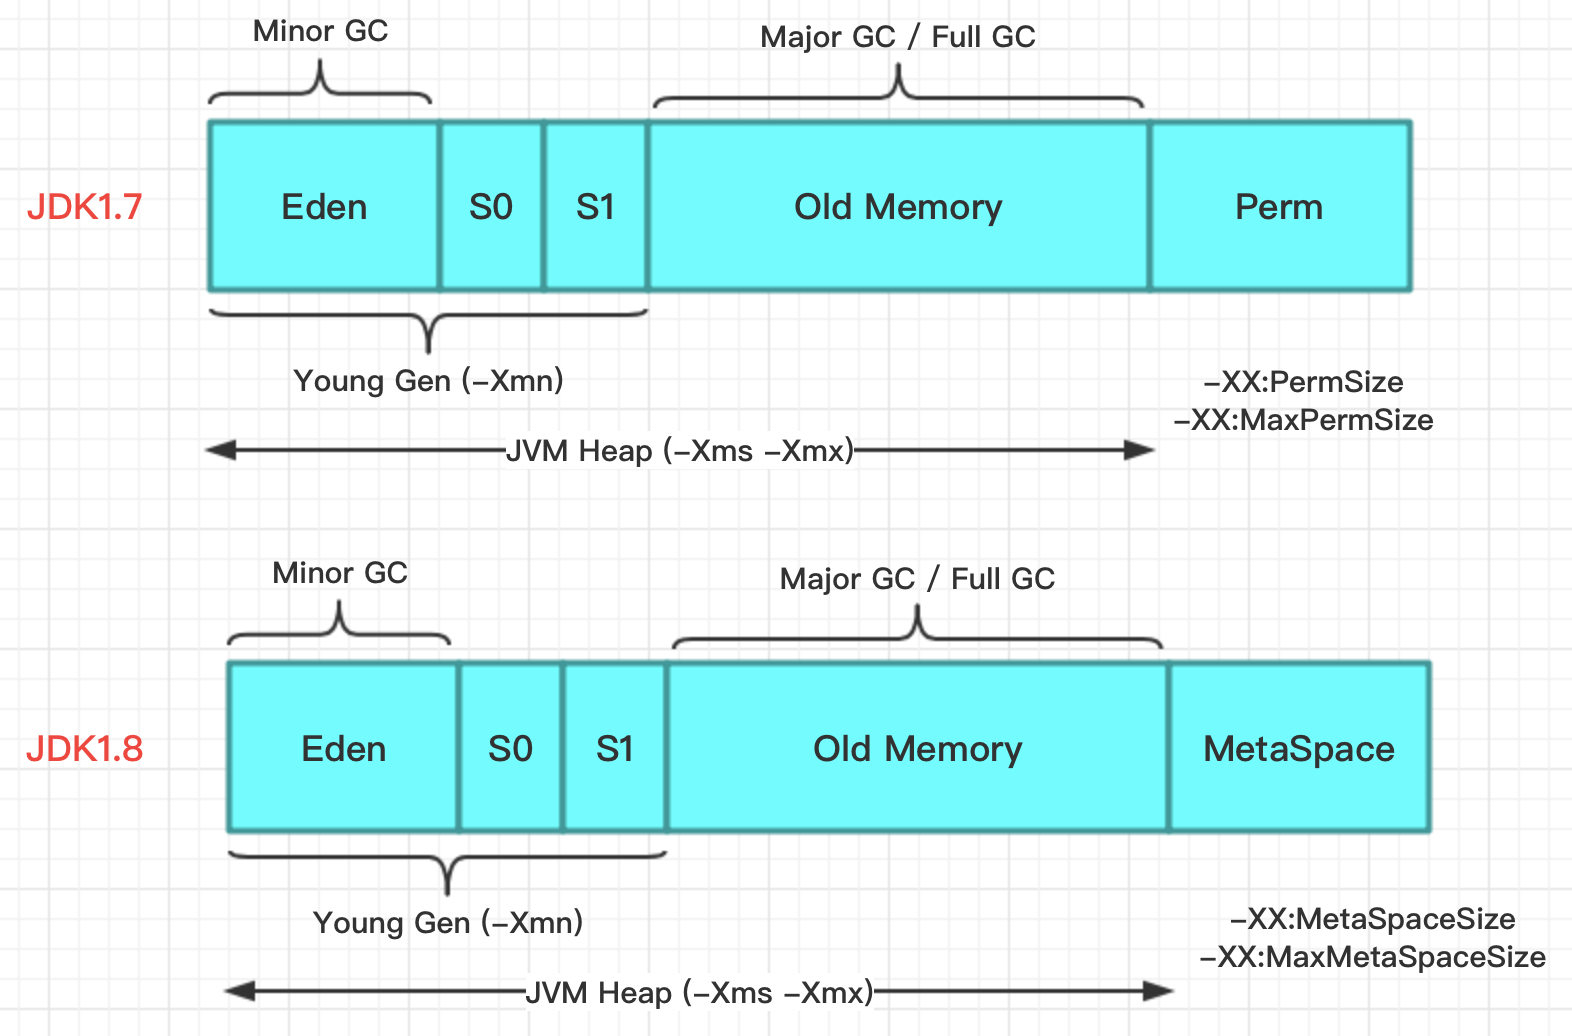 Minor GC
Major GC / Full GC
JDK1.7
Eden
S0
S1
Old Memory
Perm
Young Gen (-Xmn)
-XX:PermSize
-XX:MaxPermSize
JVM Heap (-Xms -Xmx)
Minor GC
Major GC / Full GC
JDK1.8
Eden
S0
S1
Old Memory
MetaSpace
Young Gen (-Xmn)
-XX:MetaSpaceSize
-XX:MaxMetaSpaceSize
JVM Heap (-Xms -Xmx)